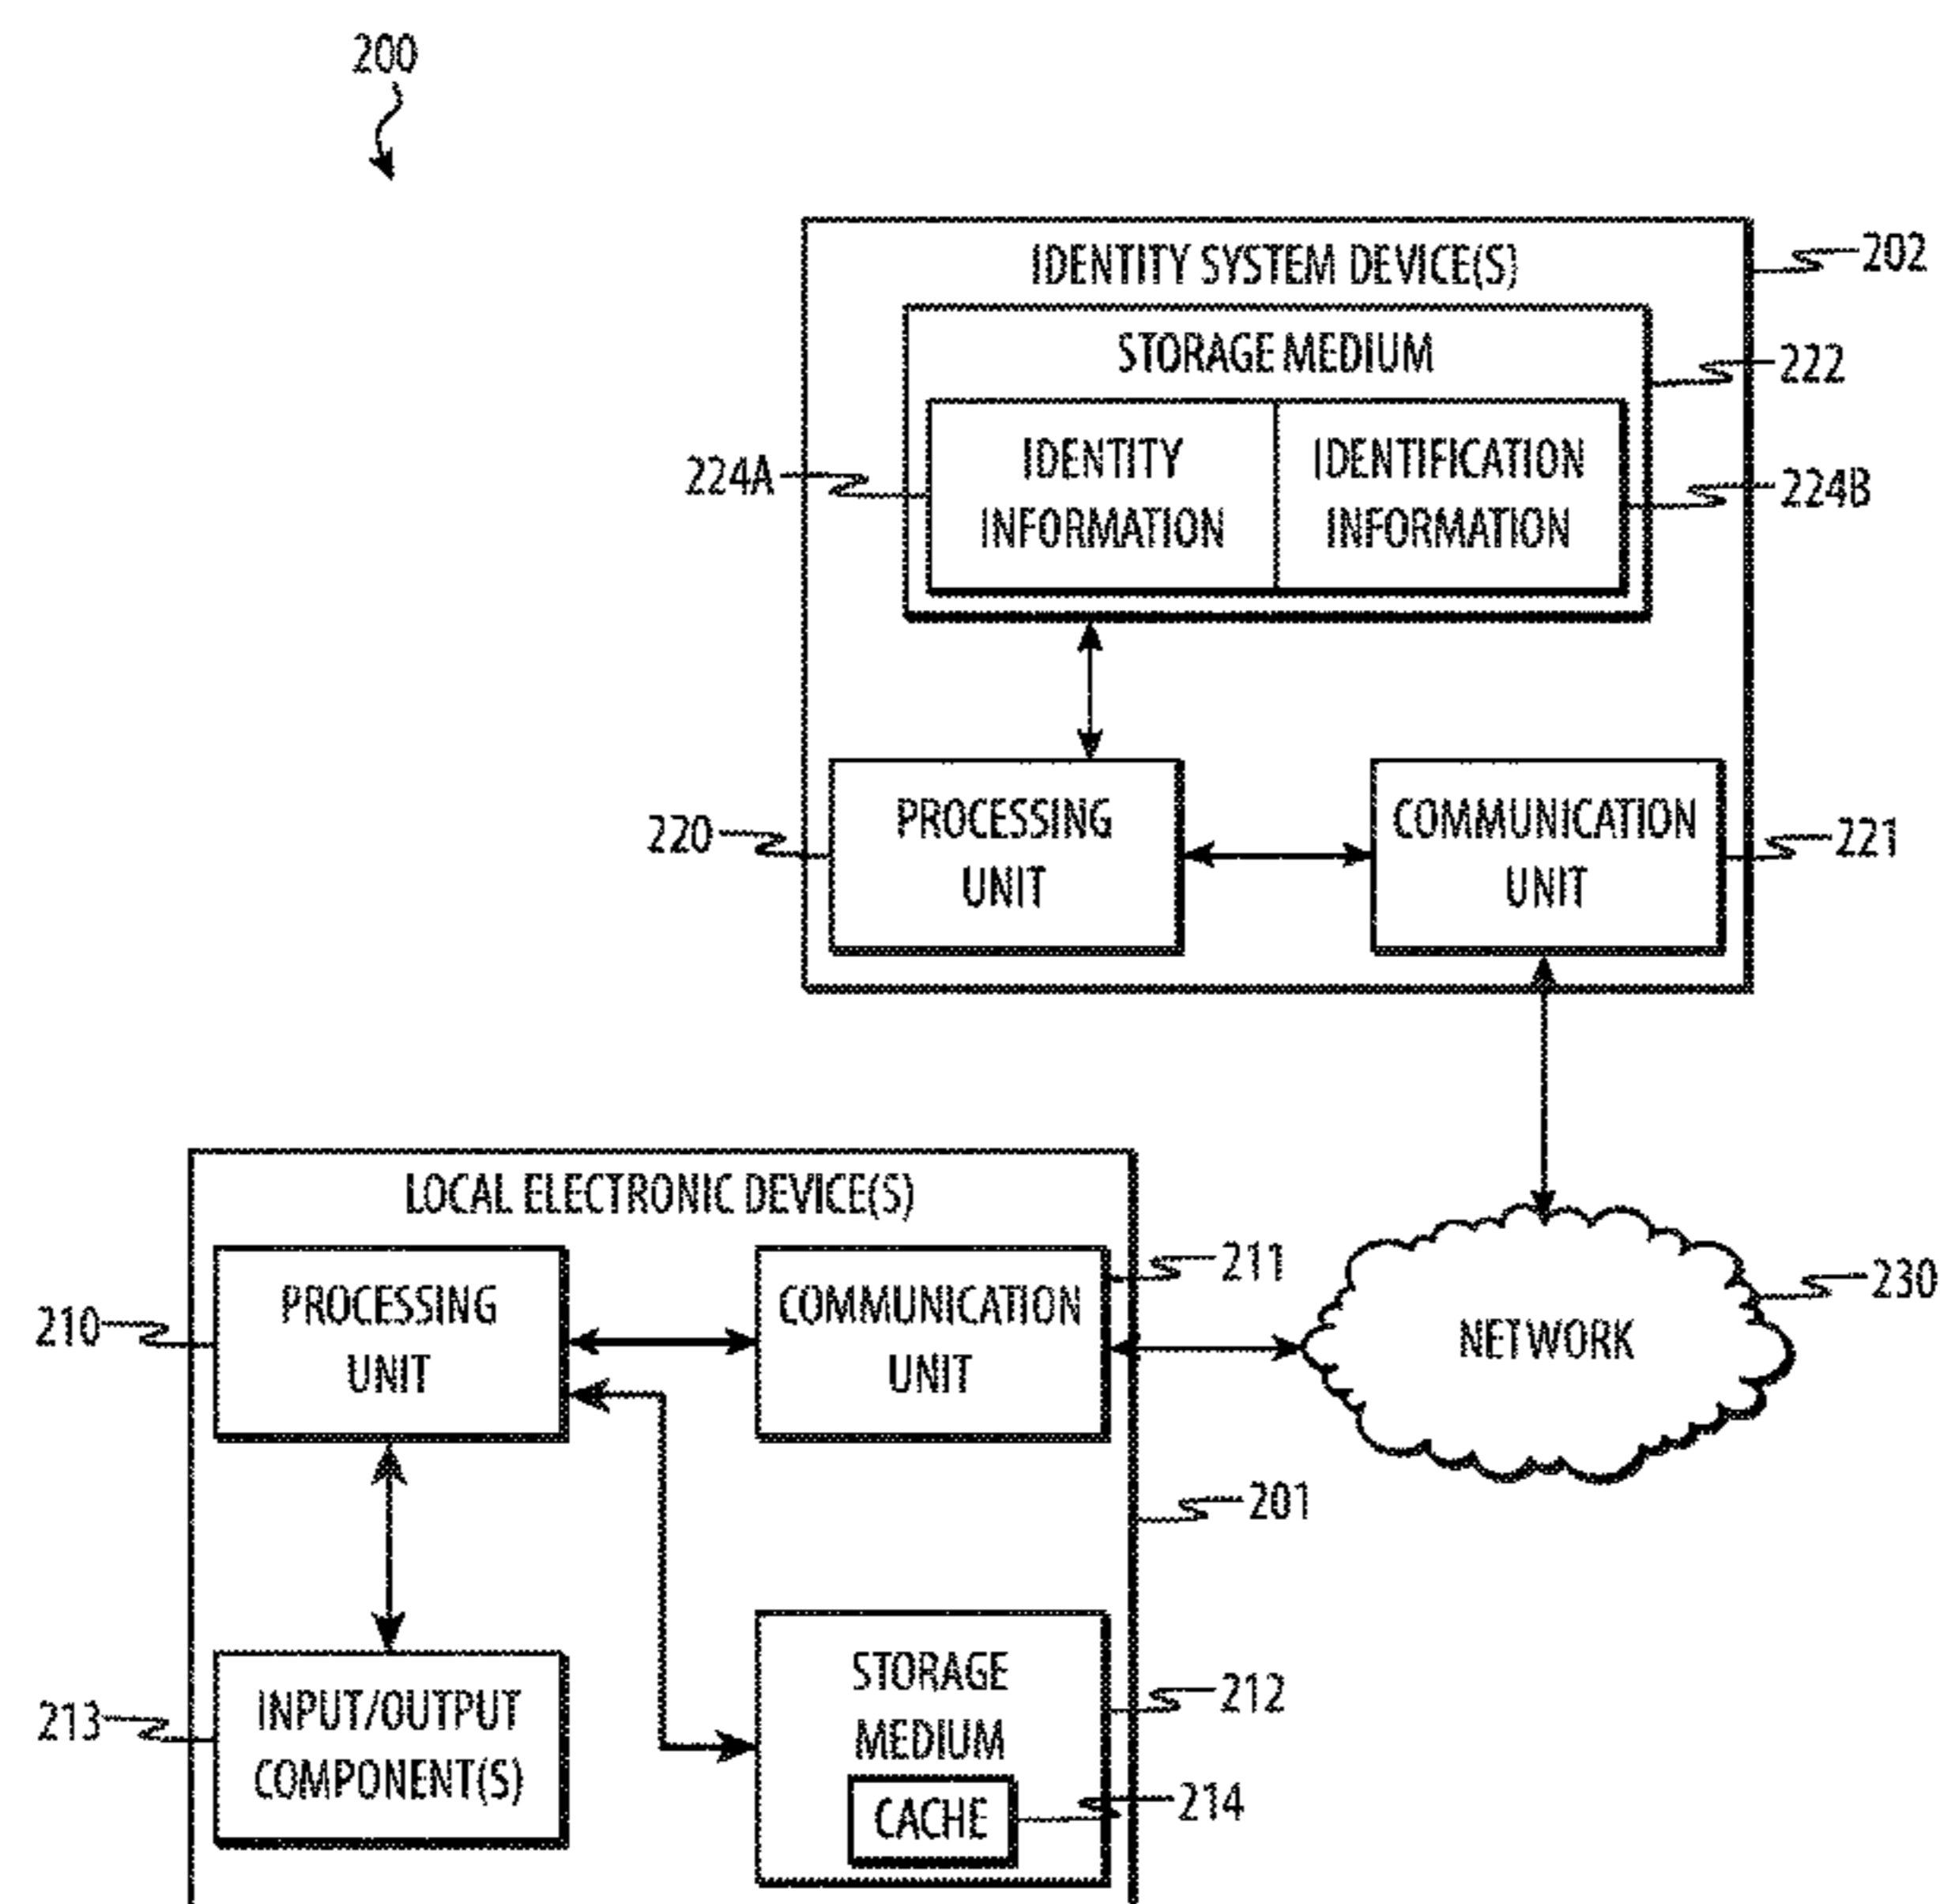 200
IDENTITY SYSTEM DEVICE(S)
202
STORAGE MEDIUM
222
224A
IDENTITY
INFORMATION
IDENTIFICATION
INFORMATION
224B
220
PROCESSING
UNIT
COMMUNICATION
UNIT
221
LOCAL ELECTRONIC DEVICE(S)
210
PROCESSING
UNIT
COMMUNICATION
UNIT
211
NETWORK
230
201
213
INPUT/OUTPUT
COMPONENT(S)
STORAGE
MEDIUM
212
CACHE
214